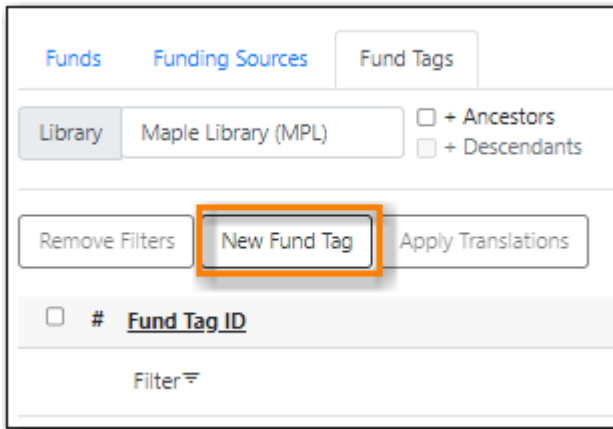 Funds Funding Sources Fund Tags
Library Maple Library (MPL) + Ancestors
+ Descendants
Remove Filters New Fund Tag Apply Translations
# Fund Tag ID
Filter